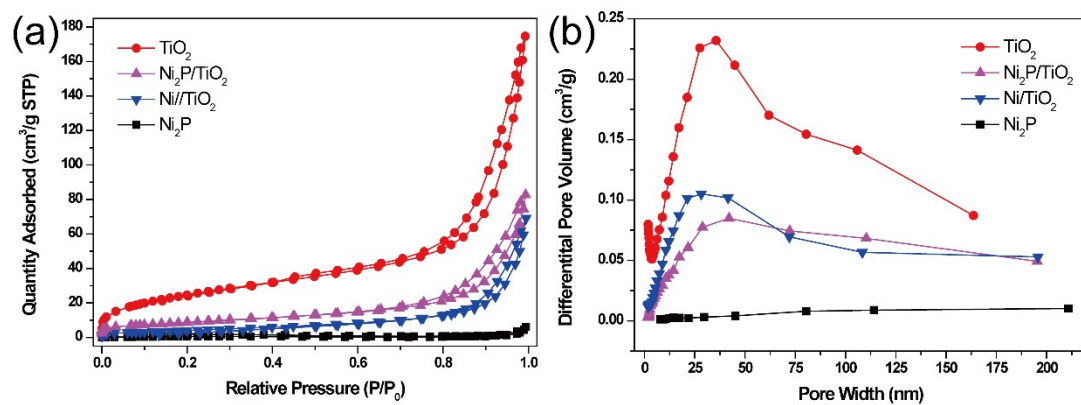 (a)
Quantity Adsorbed (cm³/g STP)
180
160
140
120
100
80
60
40
20
0
TiO₂
Ni₂P/TiO₂
Ni//TiO₂
Ni₂P
0.0 0.2 0.4 0.6 0.8 1.0
Relative Pressure (P/P₀)
(b)
Differentital Pore Volume (cm³/g)
0.25
0.20
0.15
0.10
0.05
0.00
TiO₂
Ni₂P/TiO₂
Ni/TiO₂
Ni₂P
0 25 50 75 100 125 150 175 200
Pore Width (nm)